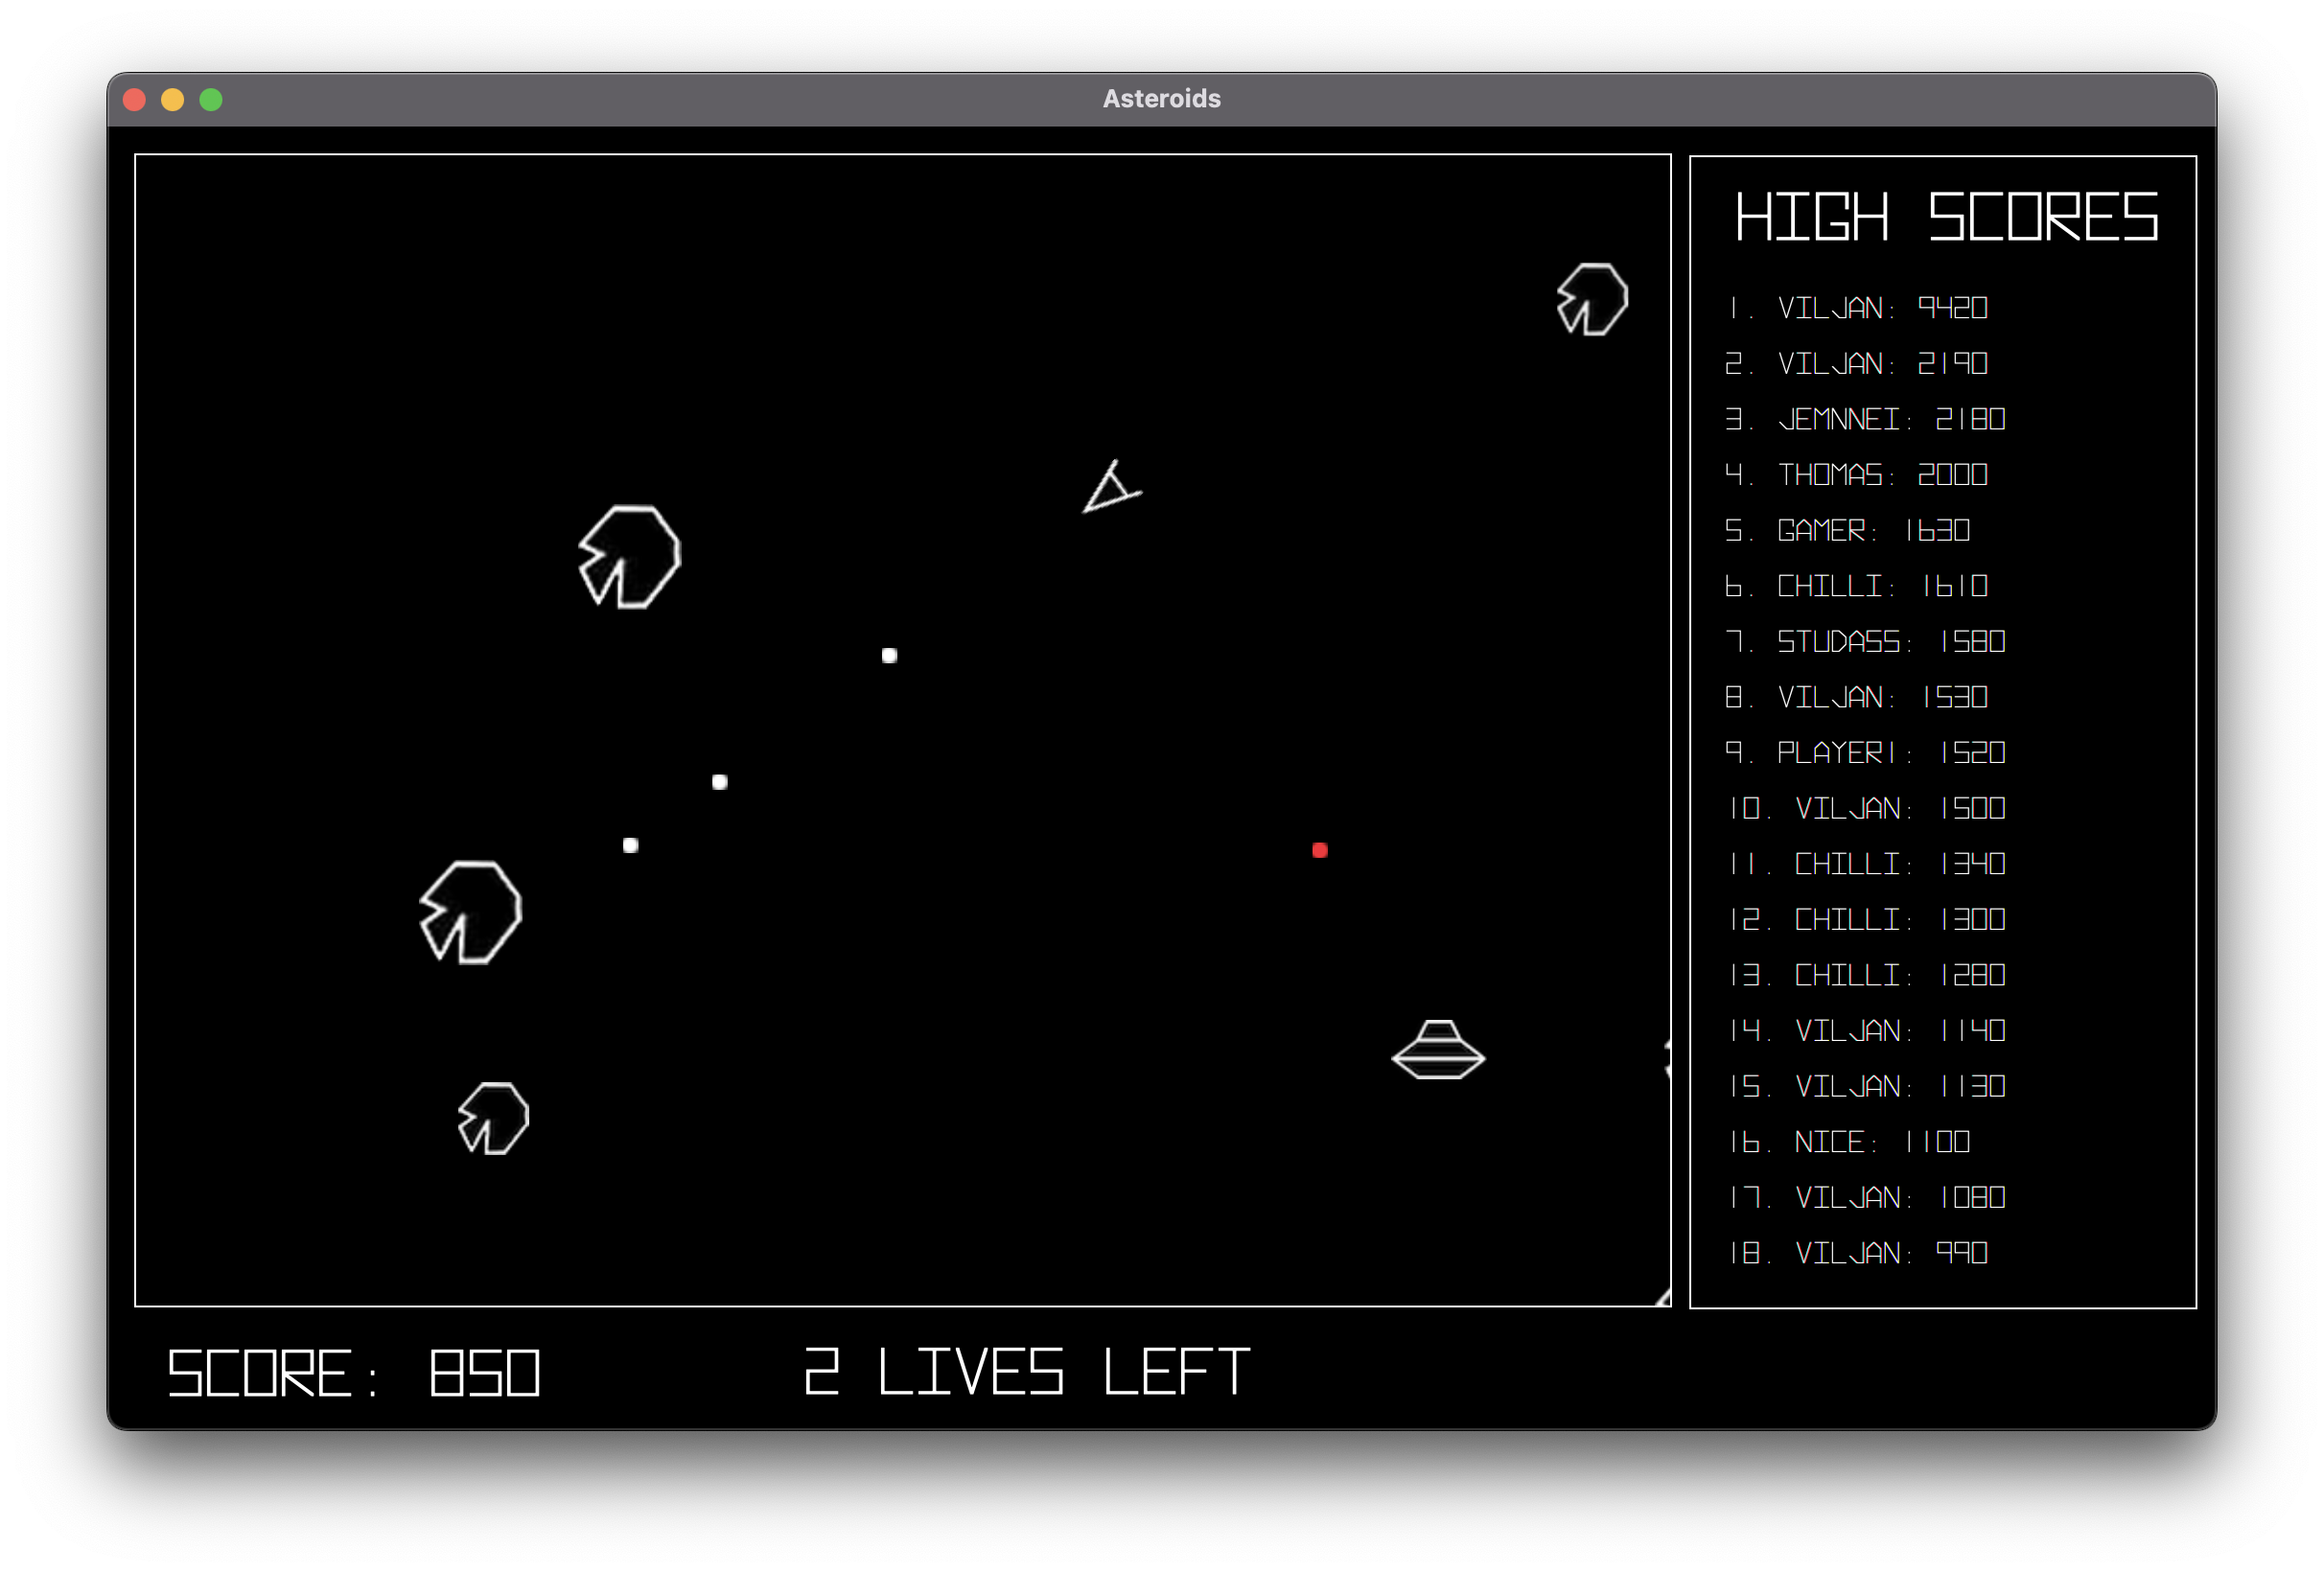 Asteroids
HIGH SCORES
1. VILJAN: 9420
2. VILJAN: 2190
3. JEMNNEI: 2180
4. THOMAS: 2000
5. GAMER: 1630
6. CHILLI: 1610
7. STUDASS: 1580
8. VILJAN: 1530
9. PLAYER1: 1520
10. VILJAN: 1500
11. CHILLI: 1340
12. CHILLI: 1300
13. CHILLI: 1280
14. VILJAN: 1140
15. VILJAN: 1130
16. NICE: 1100
17. VILJAN: 1080
18. VILJAN: 990
SCORE: 850
2 LIVES LEFT